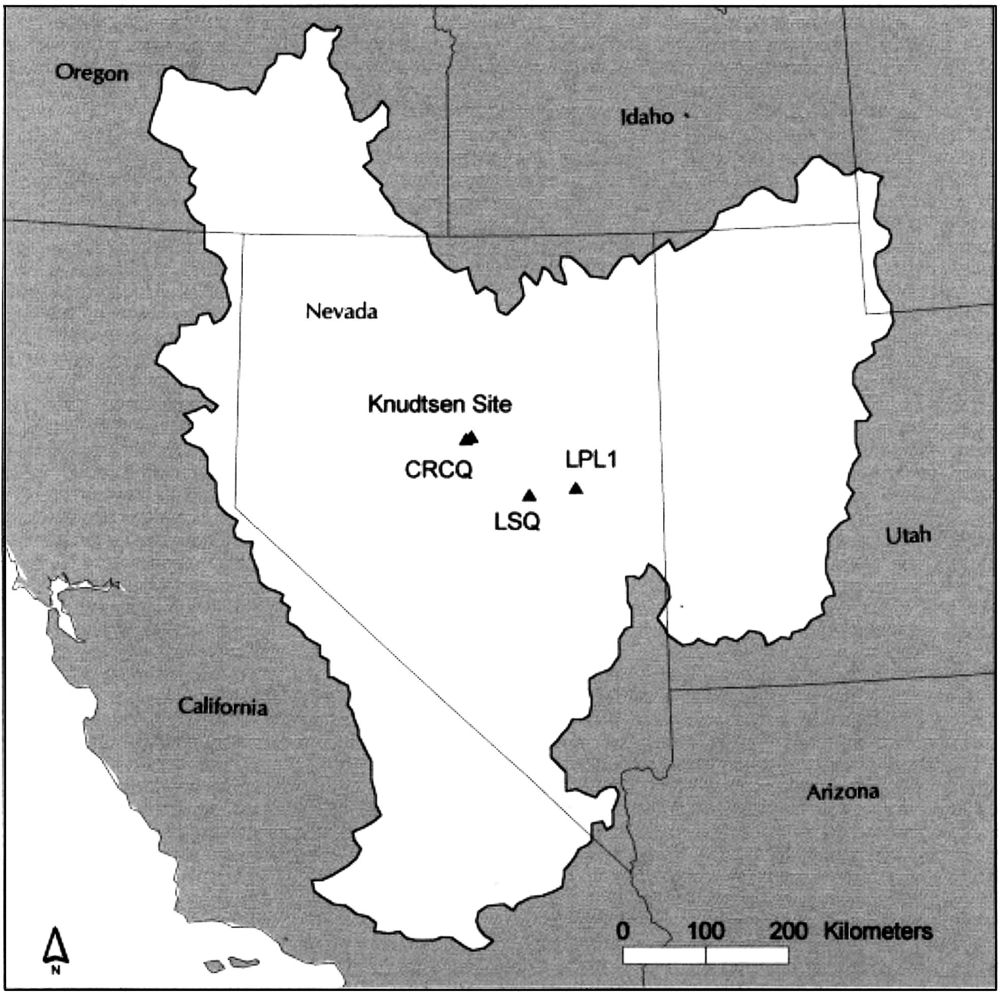 Oregon
Idaho
Nevada
Knudtsen Site
CRCQ
LPL1
LSQ
Utah
California
Arizona
0 100 200 Kilometers
N